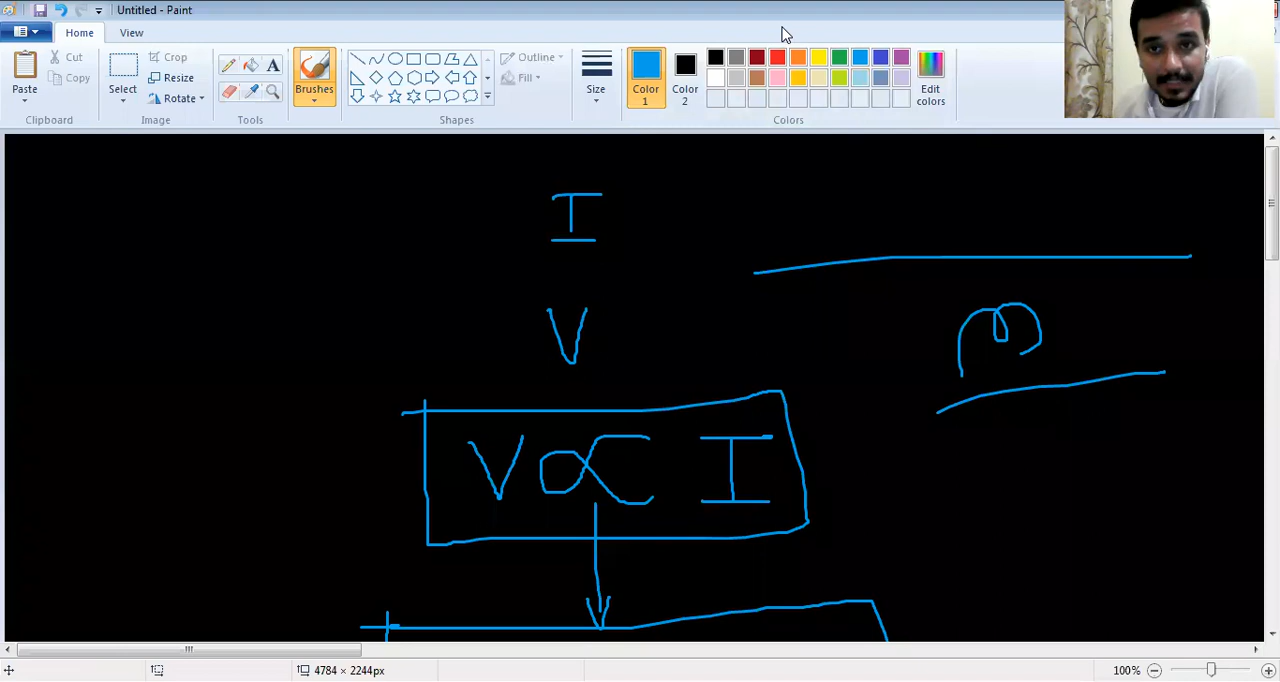 Untitled - Paint
Home
View
Paste
Cut
Copy
Clipboard
Select
Crop
Resize
Rotate
Image
Tools
Brushes
Shapes
Outline
Fill
Size
Color 1
Color 2
Colors
Edit colors
I
V
V ∝ I
4784 × 2244px
100%